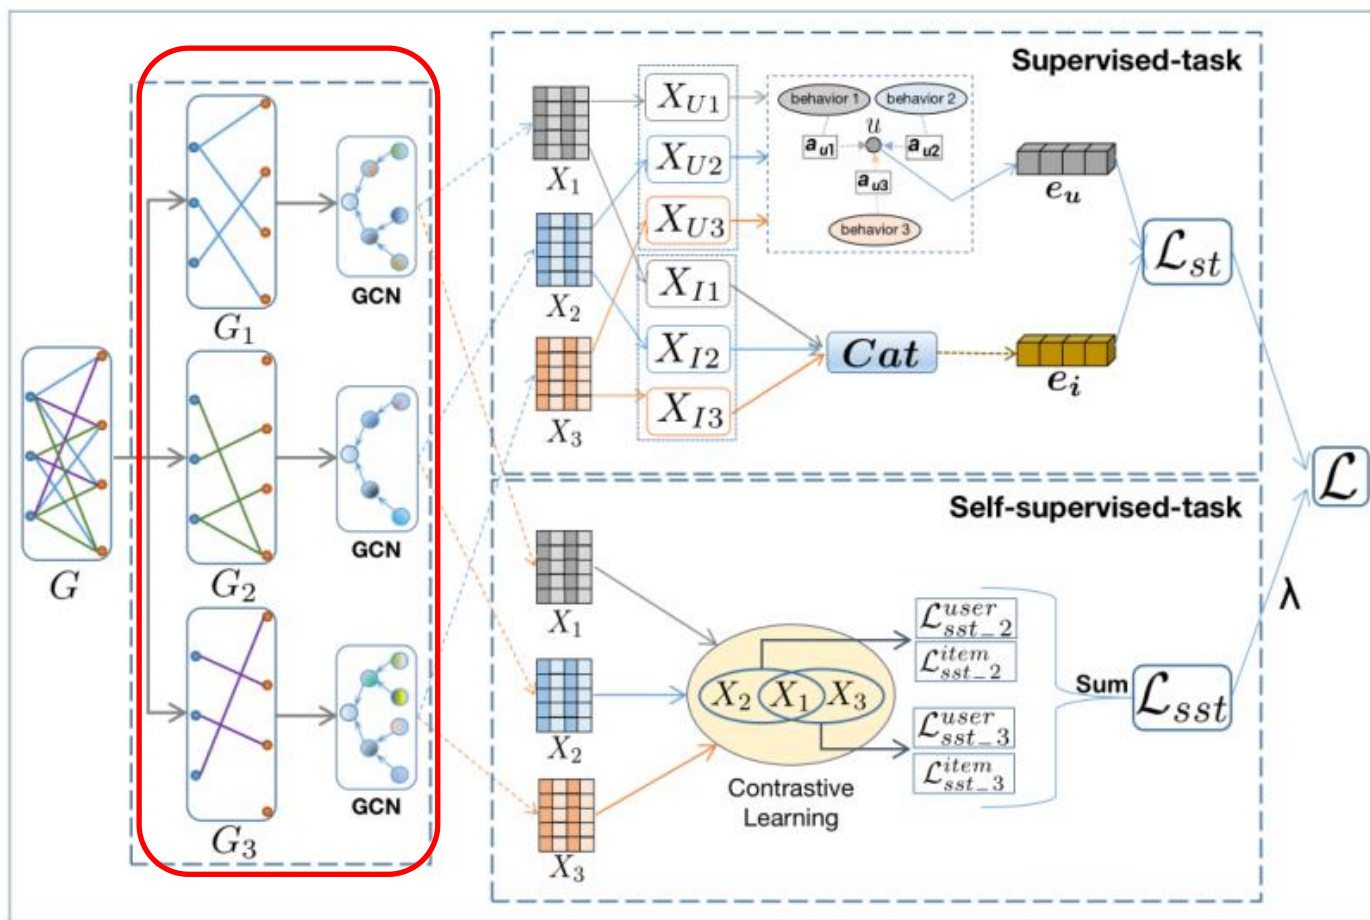 G
G1
GCN
G2
GCN
G3
GCN
Supervised-task
X1
X2
X3
XU1
XU2
XU3
XI1
XI2
XI3
behavior 1
behavior 2
u
au1
au2
au3
behavior 3
Cat
eu
ei
ℒst
Self-supervised-task
X1
X2
X3
X2 X1 X3
Contrastive
Learning
ℒuser sst_2
ℒitem sst_2
ℒuser sst_3
ℒitem sst_3
Sum
ℒsst
λ
ℒ